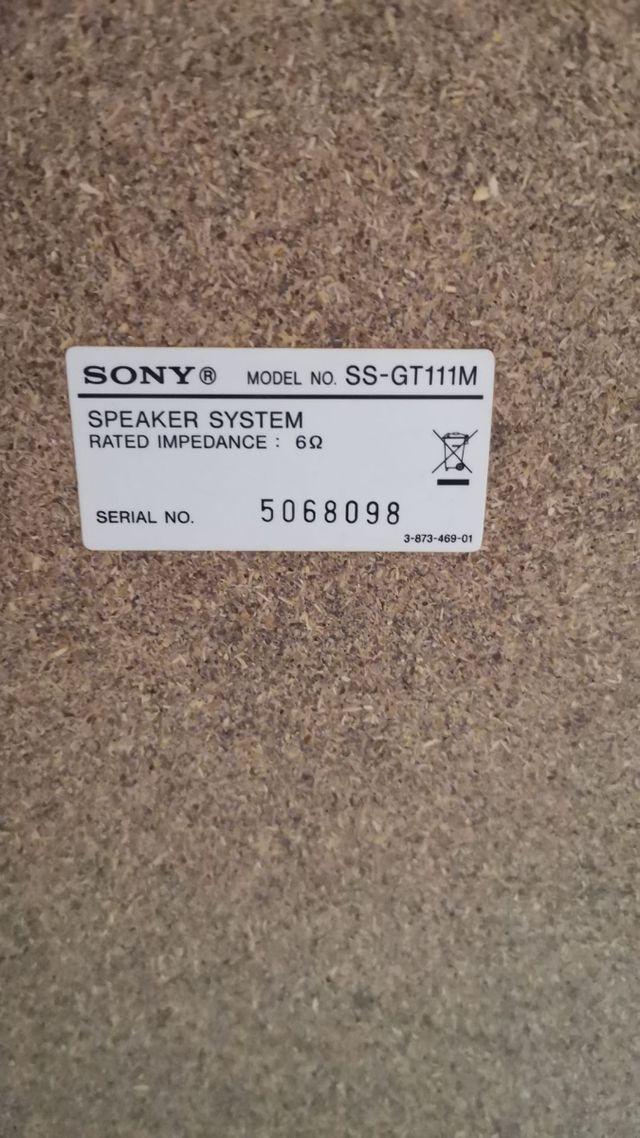 SONY® MODEL NO. SS-GT111M
SPEAKER SYSTEM
RATED IMPEDANCE : 6Ω
SERIAL NO. 5068098
3-873-469-01